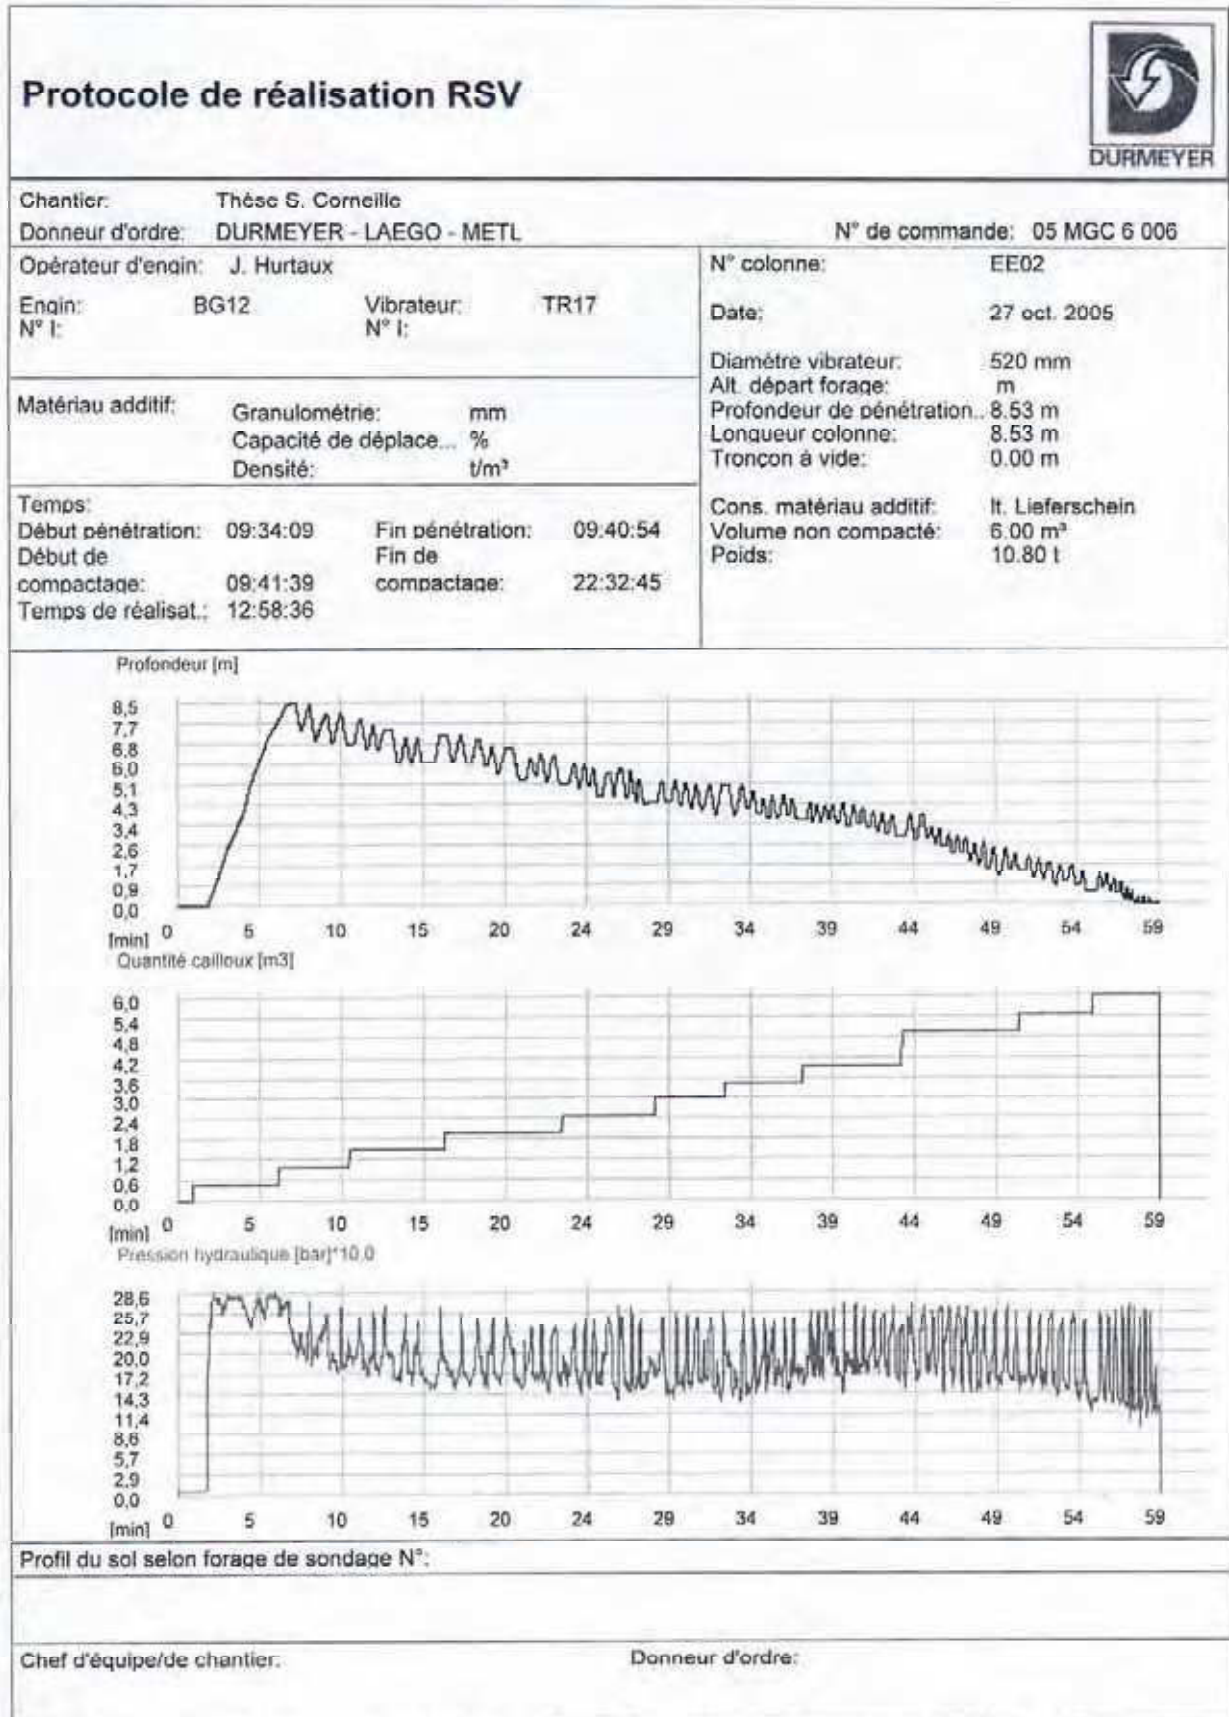 Protocole de réalisation RSV
DURMEYER
Chantier: Thèse S. Corneille
Donneur d'ordre: DURMEYER - LAEGO - METL N° de commande: 05 MGC 6 006
Opérateur d'engin: J. Hurtaux
Engin: BG12 Vibrateur: TR17
N° I: N° I:
N° colonne: EE02
Date: 27 oct. 2005
Diamètre vibrateur: 520 mm
Alt. départ forage: m
Profondeur de pénétration.. 8.53 m
Longueur colonne: 8.53 m
Tronçon à vide: 0.00 m
Matériau additif: Granulométrie: mm
Capacité de déplace... %
Densité: t/m³
Cons. matériau additif: lt. Lieferschein
Volume non compacté: 6.00 m³
Poids: 10.80 t
Temps:
Début pénétration: 09:34:09 Fin pénétration: 09:40:54
Début de Fin de
compactage: 09:41:39 compactage: 22:32:45
Temps de réalisat.: 12:58:36
Profondeur [m]
8,5
7,7
6,8
6,0
5,1
4,3
3,4
2,6
1,7
0,9
0,0
[min] 0 5 10 15 20 24 29 34 39 44 49 54 59
Quantité cailloux [m3]
6,0
5,4
4,8
4,2
3,6
3,0
2,4
1,8
1,2
0,6
0,0
[min] 0 5 10 15 20 24 29 34 39 44 49 54 59
Pression hydraulique [bar]*10,0
28,6
25,7
22,9
20,0
17,2
14,3
11,4
8,6
5,7
2,9
0,0
[min] 0 5 10 15 20 24 29 34 39 44 49 54 59
Profil du sol selon forage de sondage N°:
Chef d'équipe/de chantier: Donneur d'ordre: